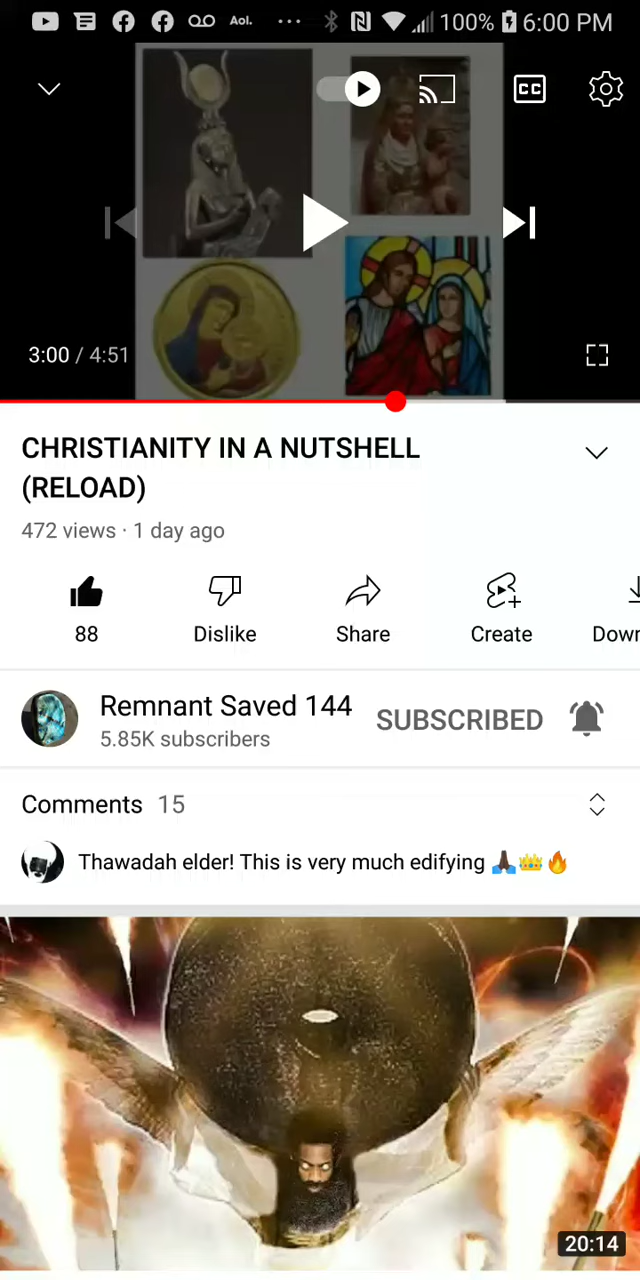 Aol.
100%
6:00 PM
CC
3:00 / 4:51
CHRISTIANITY IN A NUTSHELL
(RELOAD)
472 views · 1 day ago
88
Dislike
Share
Create
Down
Remnant Saved 144
5.85K subscribers
SUBSCRIBED
Comments 15
Thawadah elder! This is very much edifying 🙏🏿👑🔥
20:14